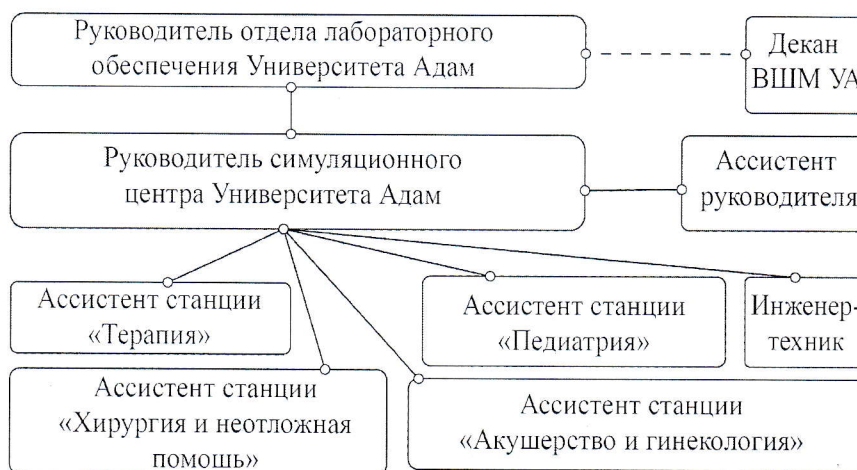 Руководитель отдела лабораторного
обеспечения Университета Адам
Декан
ВШМ УА
Руководитель симуляционного
центра Университета Адам
Ассистент
руководителя
Ассистент станции
«Терапия»
Ассистент станции
«Педиатрия»
Инженер-
техник
Ассистент станции
«Хирургия и неотложная
помощь»
Ассистент станции
«Акушерство и гинекология»